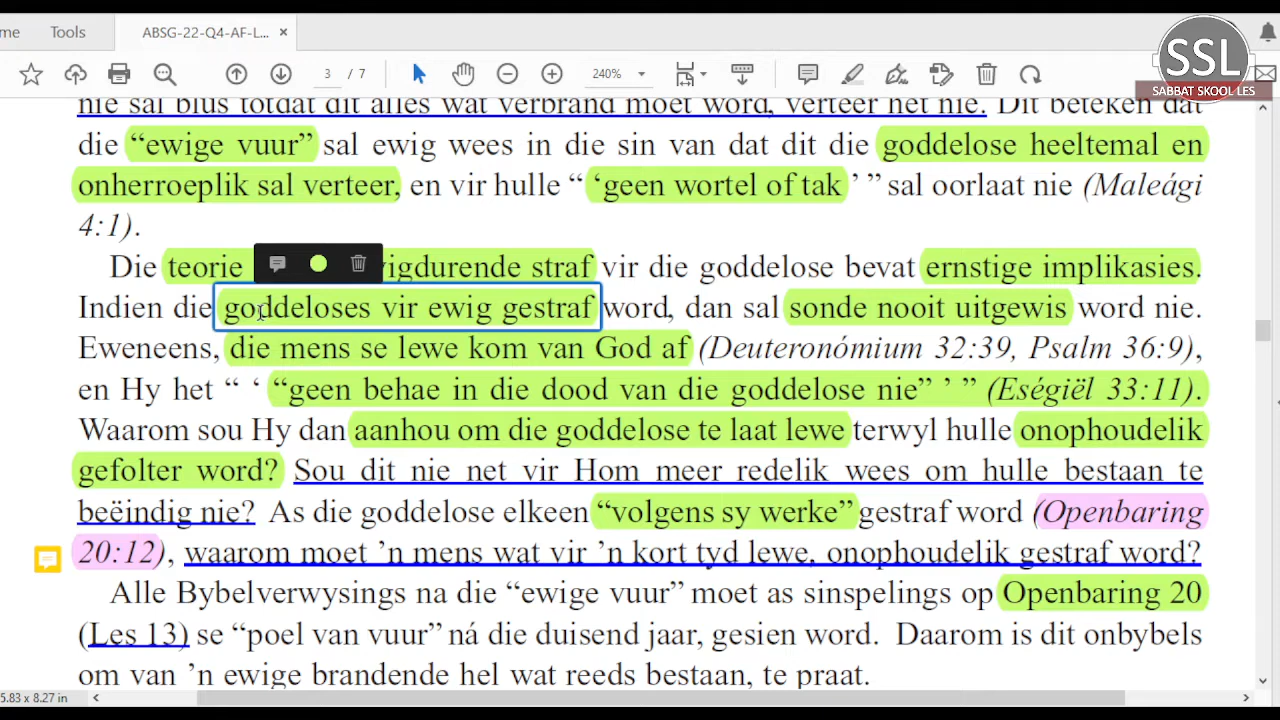 me Tools ABSG-22-Q4-AF-L... ×
SSL
SABBAT SKOOL LES
3 / 7 240%
nie sal blus totdat dit alles wat verbrand moet word, verteer het nie. Dit beteken dat
die “ewige vuur” sal ewig wees in die sin van dat dit die goddelose heeltemal en
onherroeplik sal verteer, en vir hulle “ ‘geen wortel of tak ’ ” sal oorlaat nie (Maleági
4:1).
Die teorie wigdurende straf vir die goddelose bevat ernstige implikasies.
Indien die goddeloses vir ewig gestraf word, dan sal sonde nooit uitgewis word nie.
Eweneens, die mens se lewe kom van God af (Deuteronómium 32:39, Psalm 36:9),
en Hy het “ ‘ “geen behae in die dood van die goddelose nie” ’ ” (Eségiël 33:11).
Waarom sou Hy dan aanhou om die goddelose te laat lewe terwyl hulle onophoudelik
gefolter word? Sou dit nie net vir Hom meer redelik wees om hulle bestaan te
beëindig nie? As die goddelose elkeen “volgens sy werke” gestraf word (Openbaring
20:12), waarom moet ’n mens wat vir ’n kort tyd lewe, onophoudelik gestraf word?
Alle Bybelverwysings na die “ewige vuur” moet as sinspelings op Openbaring 20
(Les 13) se “poel van vuur” ná die duisend jaar, gesien word. Daarom is dit onbybels
om van ’n ewige brandende hel wat reeds bestaan, te praat.
5.83 x 8.27 in